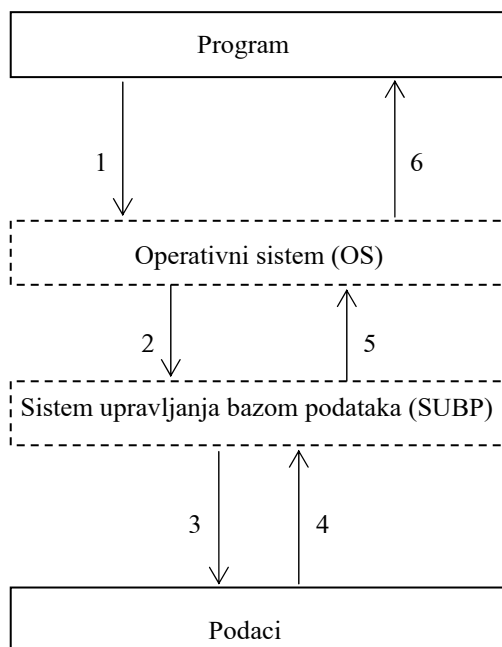 Program
1
6
Operativni sistem (OS)
2
5
Sistem upravljanja bazom podataka (SUBP)
3
4
Podaci